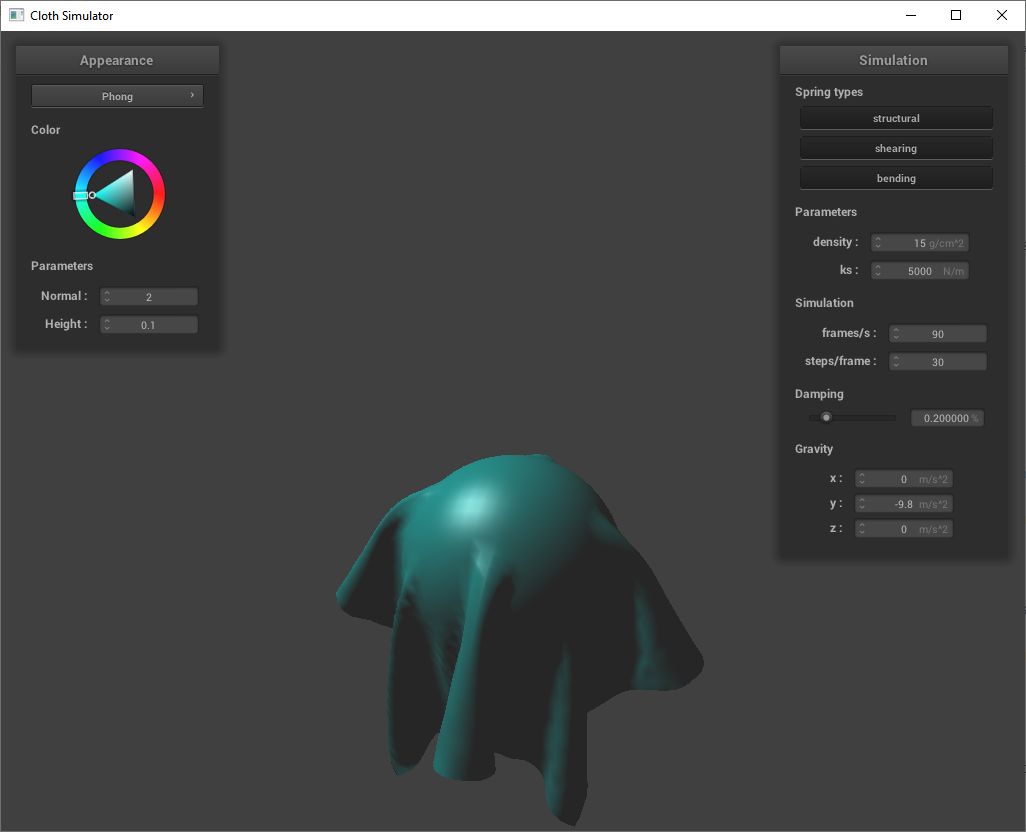 Cloth Simulator
Appearance
Phong
Color
Parameters
Normal : 2
Height : 0.1
Simulation
Spring types
structural
shearing
bending
Parameters
density : 15 g/cm^2
ks : 5000 N/m
Simulation
frames/s : 90
steps/frame : 30
Damping
0.200000 %
Gravity
x : 0 m/s^2
y : -9.8 m/s^2
z : 0 m/s^2